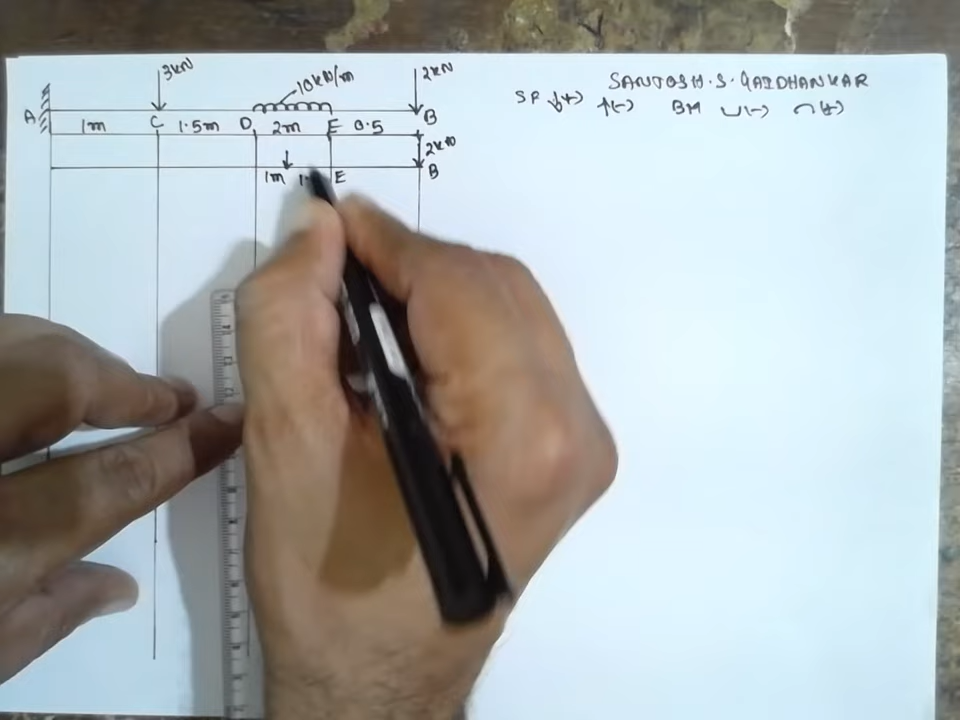 SANTOSH.S.GAIDHANKAR
SF ↓(+) ↑(-) BM ∪(-) ∩(+)
3KN 10KN/m 2KN
A B
1m C 1.5m D 2m E 0.5
2KN
1m E B